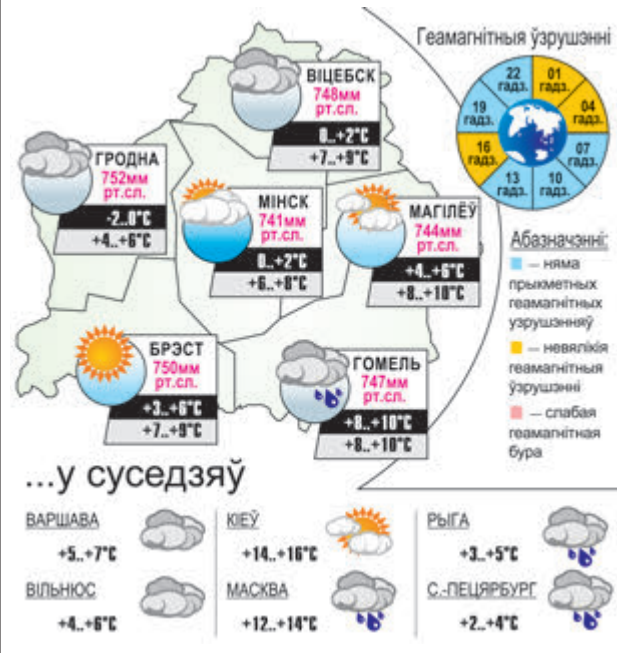 Геамагнітныя ўзрушэнні
22 гадз.
01 гадз.
19 гадз.
04 гадз.
16 гадз.
07 гадз.
13 гадз.
10 гадз.
ВІЦЕБСК
748мм
рт.сл.
0..+2°C
+7..+9°C
ГРОДНА
752мм
рт.сл.
-2..0°C
+4..+6°C
МІНСК
741мм
рт.сл.
0..+2°C
+6..+8°C
МАГІЛЁЎ
744мм
рт.сл.
+4..+6°C
+8..+10°C
Абазначэнні:
— няма
прыкметных
геамагнітных
узрушэнняў
— невялікія
геамагнітныя
ўзрушэнні
— слабая
геамагнітная
бура
БРЭСТ
750мм
рт.сл.
+3..+6°C
+7..+9°C
ГОМЕЛЬ
747мм
рт.сл.
+8..+10°C
+8..+10°C
...у суседзяў
ВАРШАВА
+5..+7°C
КІЕЎ
+14..+16°C
РЫГА
+3..+5°C
ВІЛЬНЮС
+4..+6°C
МАСКВА
+12..+14°C
С.-ПЕЦЯРБУРГ
+2..+4°C